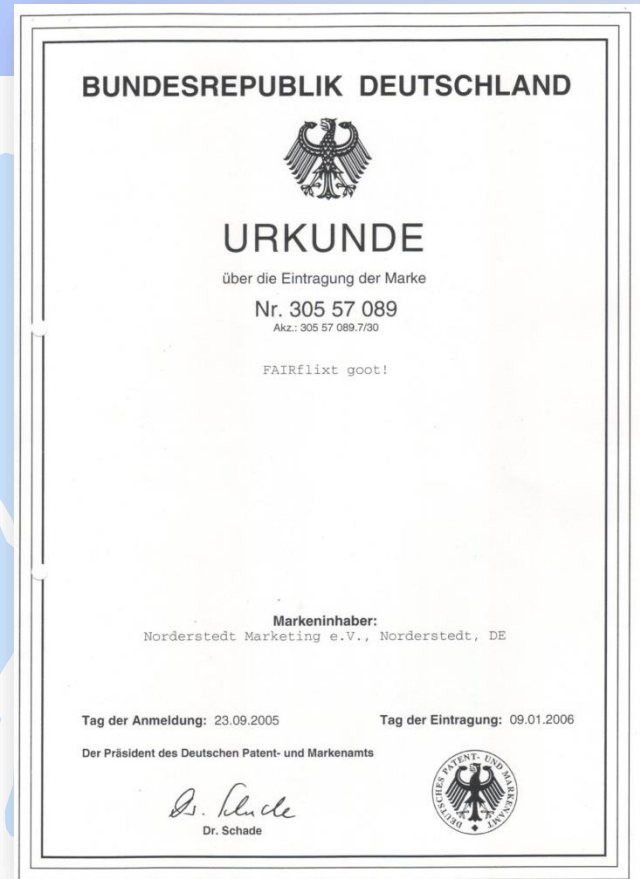 BUNDESREPUBLIK DEUTSCHLAND
URKUNDE
über die Eintragung der Marke
Nr. 305 57 089
Akz.: 305 57 089.7/30
FAIRflixt goot!
Markeninhaber:
Norderstedt Marketing e.V., Norderstedt, DE
Tag der Anmeldung: 23.09.2005 Tag der Eintragung: 09.01.2006
Der Präsident des Deutschen Patent- und Markenamts
Dr. Schade
Dr. Schade
DEUTSCHES PATENT- UND MARKENAMT